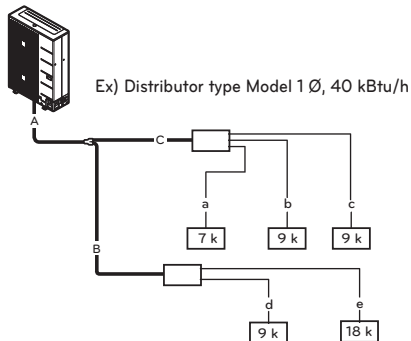 Ex) Distributor type Model 1 Ø, 40 kBtu/h
A
C
a b c
7 k 9 k 9 k
B
d e
9 k 18 k